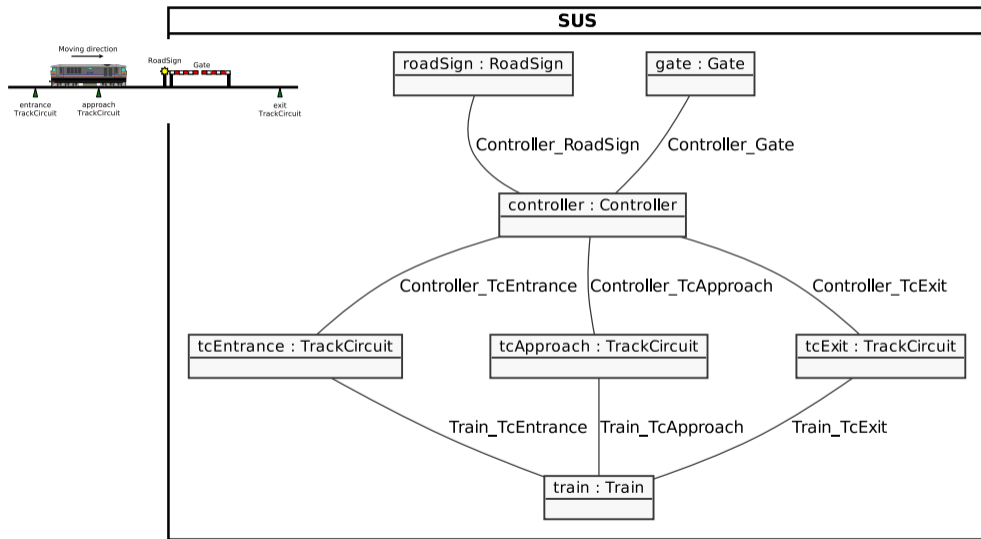 SUS
Moving direction
RoadSign
Gate
entrance
TrackCircuit
approach
TrackCircuit
exit
TrackCircuit
roadSign : RoadSign
gate : Gate
Controller_RoadSign
Controller_Gate
controller : Controller
Controller_TcEntrance
Controller_TcApproach
Controller_TcExit
tcEntrance : TrackCircuit
tcApproach : TrackCircuit
tcExit : TrackCircuit
Train_TcEntrance
Train_TcApproach
Train_TcExit
train : Train